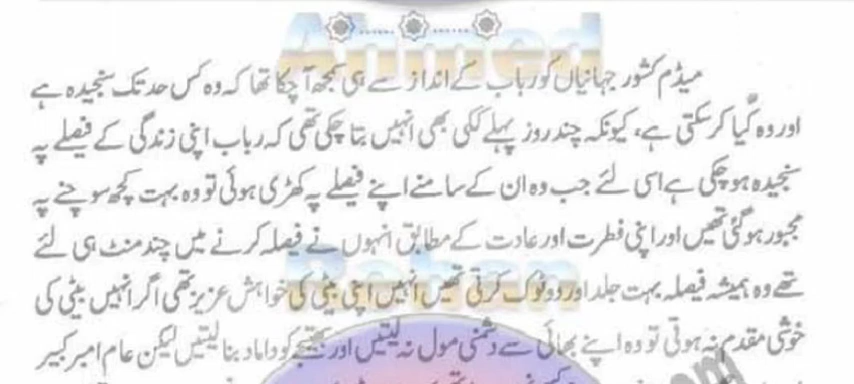 Ahmed
میڈم کشور جہانیاں کو رباب کے انداز سے ہی سمجھ آ چکا تھا کہ وہ کس حد تک سنجیدہ ہے
اور وہ کیا کر سکتی ہے، کیونکہ چند روز پہلے لکی بھی انہیں بتا چکی تھی کہ رباب اپنی زندگی کے فیصلے پہ
سنجیدہ ہو چکی ہے اسی لئے جب وہ ان کے سامنے اپنے فیصلے پہ کھڑی ہوئی تو وہ بہت کچھ سوچنے پہ
مجبور ہو گئی تھیں اور اپنی فطرت اور عادت کے مطابق انہوں نے فیصلہ کرنے میں چند منٹ ہی لئے
تھے وہ ہمیشہ فیصلہ بہت جلد اور دو ٹوک کرتی تھیں انہیں اپنی بیٹی کی خواہش عزیز تھی اگر انہیں بیٹی کی
خوشی مقدم نہ ہوتی تو وہ اپنے بھائی سے دشمنی مول نہ لیتیں اور بھتیجے کو داماد بنا لیتیں لیکن عام امیر کبیر